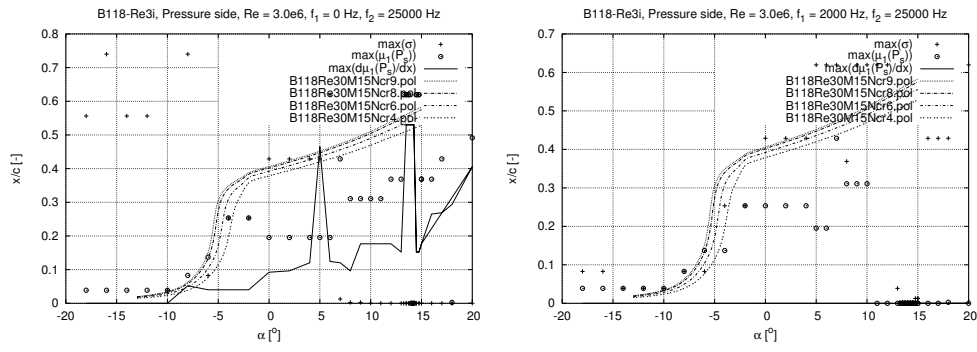 B118-Re3i, Pressure side, Re = 3.0e6, f₁ = 0 Hz, f₂ = 25000 Hz
x/c [-]
0.8
0.7
0.6
0.5
0.4
0.3
0.2
0.1
0
max(σ)
max(μ₁(Pₛ))
max(dμ₁(Pₛ)/dx)
B118Re30M15Ncr9.pol
B118Re30M15Ncr8.pol
B118Re30M15Ncr6.pol
B118Re30M15Ncr4.pol
-20 -15 -10 -5 0 5 10 15 20
α [°]
B118-Re3i, Pressure side, Re = 3.0e6, f₁ = 2000 Hz, f₂ = 25000 Hz
x/c [-]
0.7
0.6
0.5
0.4
0.3
0.2
0.1
0
max(σ)
max(μ₁(Pₛ))
max(dμ₁(Pₛ)/dx)
B118Re30M15Ncr9.pol
B118Re30M15Ncr8.pol
B118Re30M15Ncr6.pol
B118Re30M15Ncr4.pol
-20 -15 -10 -5 0 5 10 15 20
α [°]